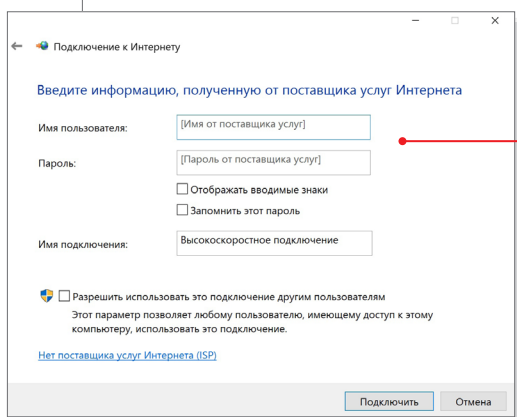 Подключение к Интернету
Введите информацию, полученную от поставщика услуг Интернета
Имя пользователя:
[Имя от поставщика услуг]
Пароль:
[Пароль от поставщика услуг]
Отображать вводимые знаки
Запомнить этот пароль
Имя подключения:
Высокоскоростное подключение
Разрешить использовать это подключение другим пользователям
Этот параметр позволяет любому пользователю, имеющему доступ к этому
компьютеру, использовать это подключение.
Нет поставщика услуг Интернета (ISP)
Подключить
Отмена